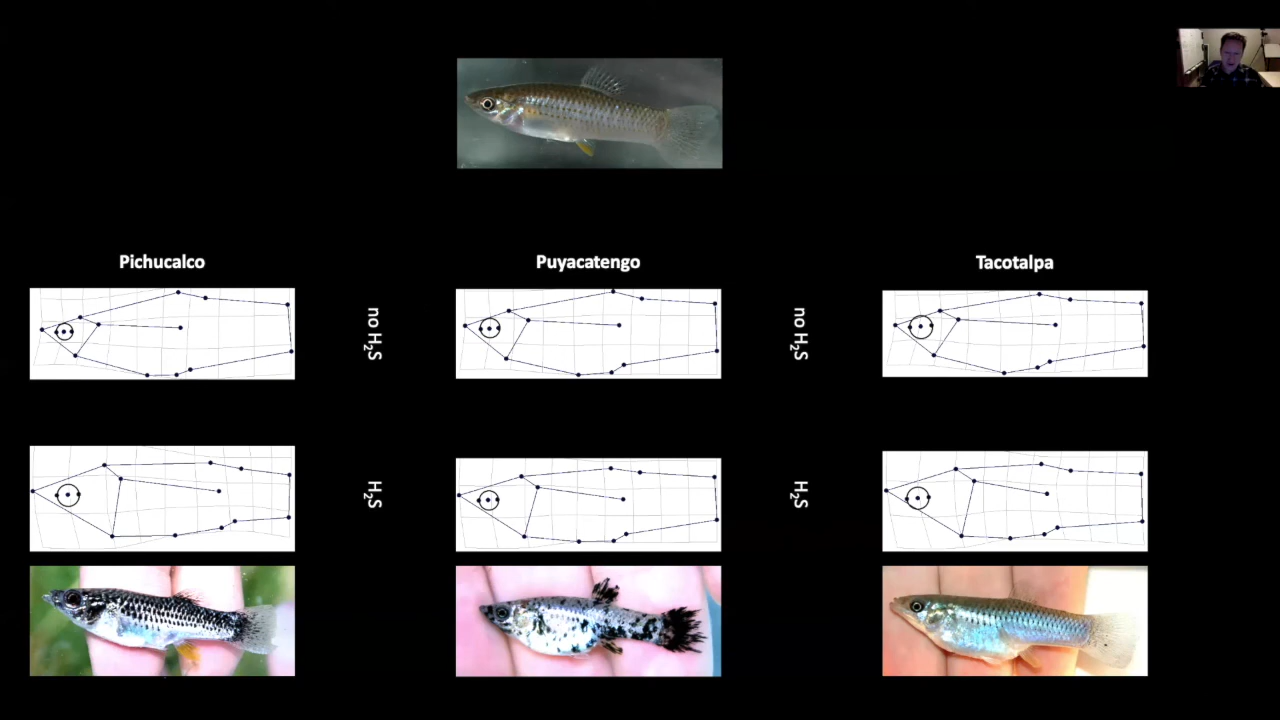 Pichucalco
Puyacatengo
Tacotalpa
no H₂S
no H₂S
H₂S
H₂S